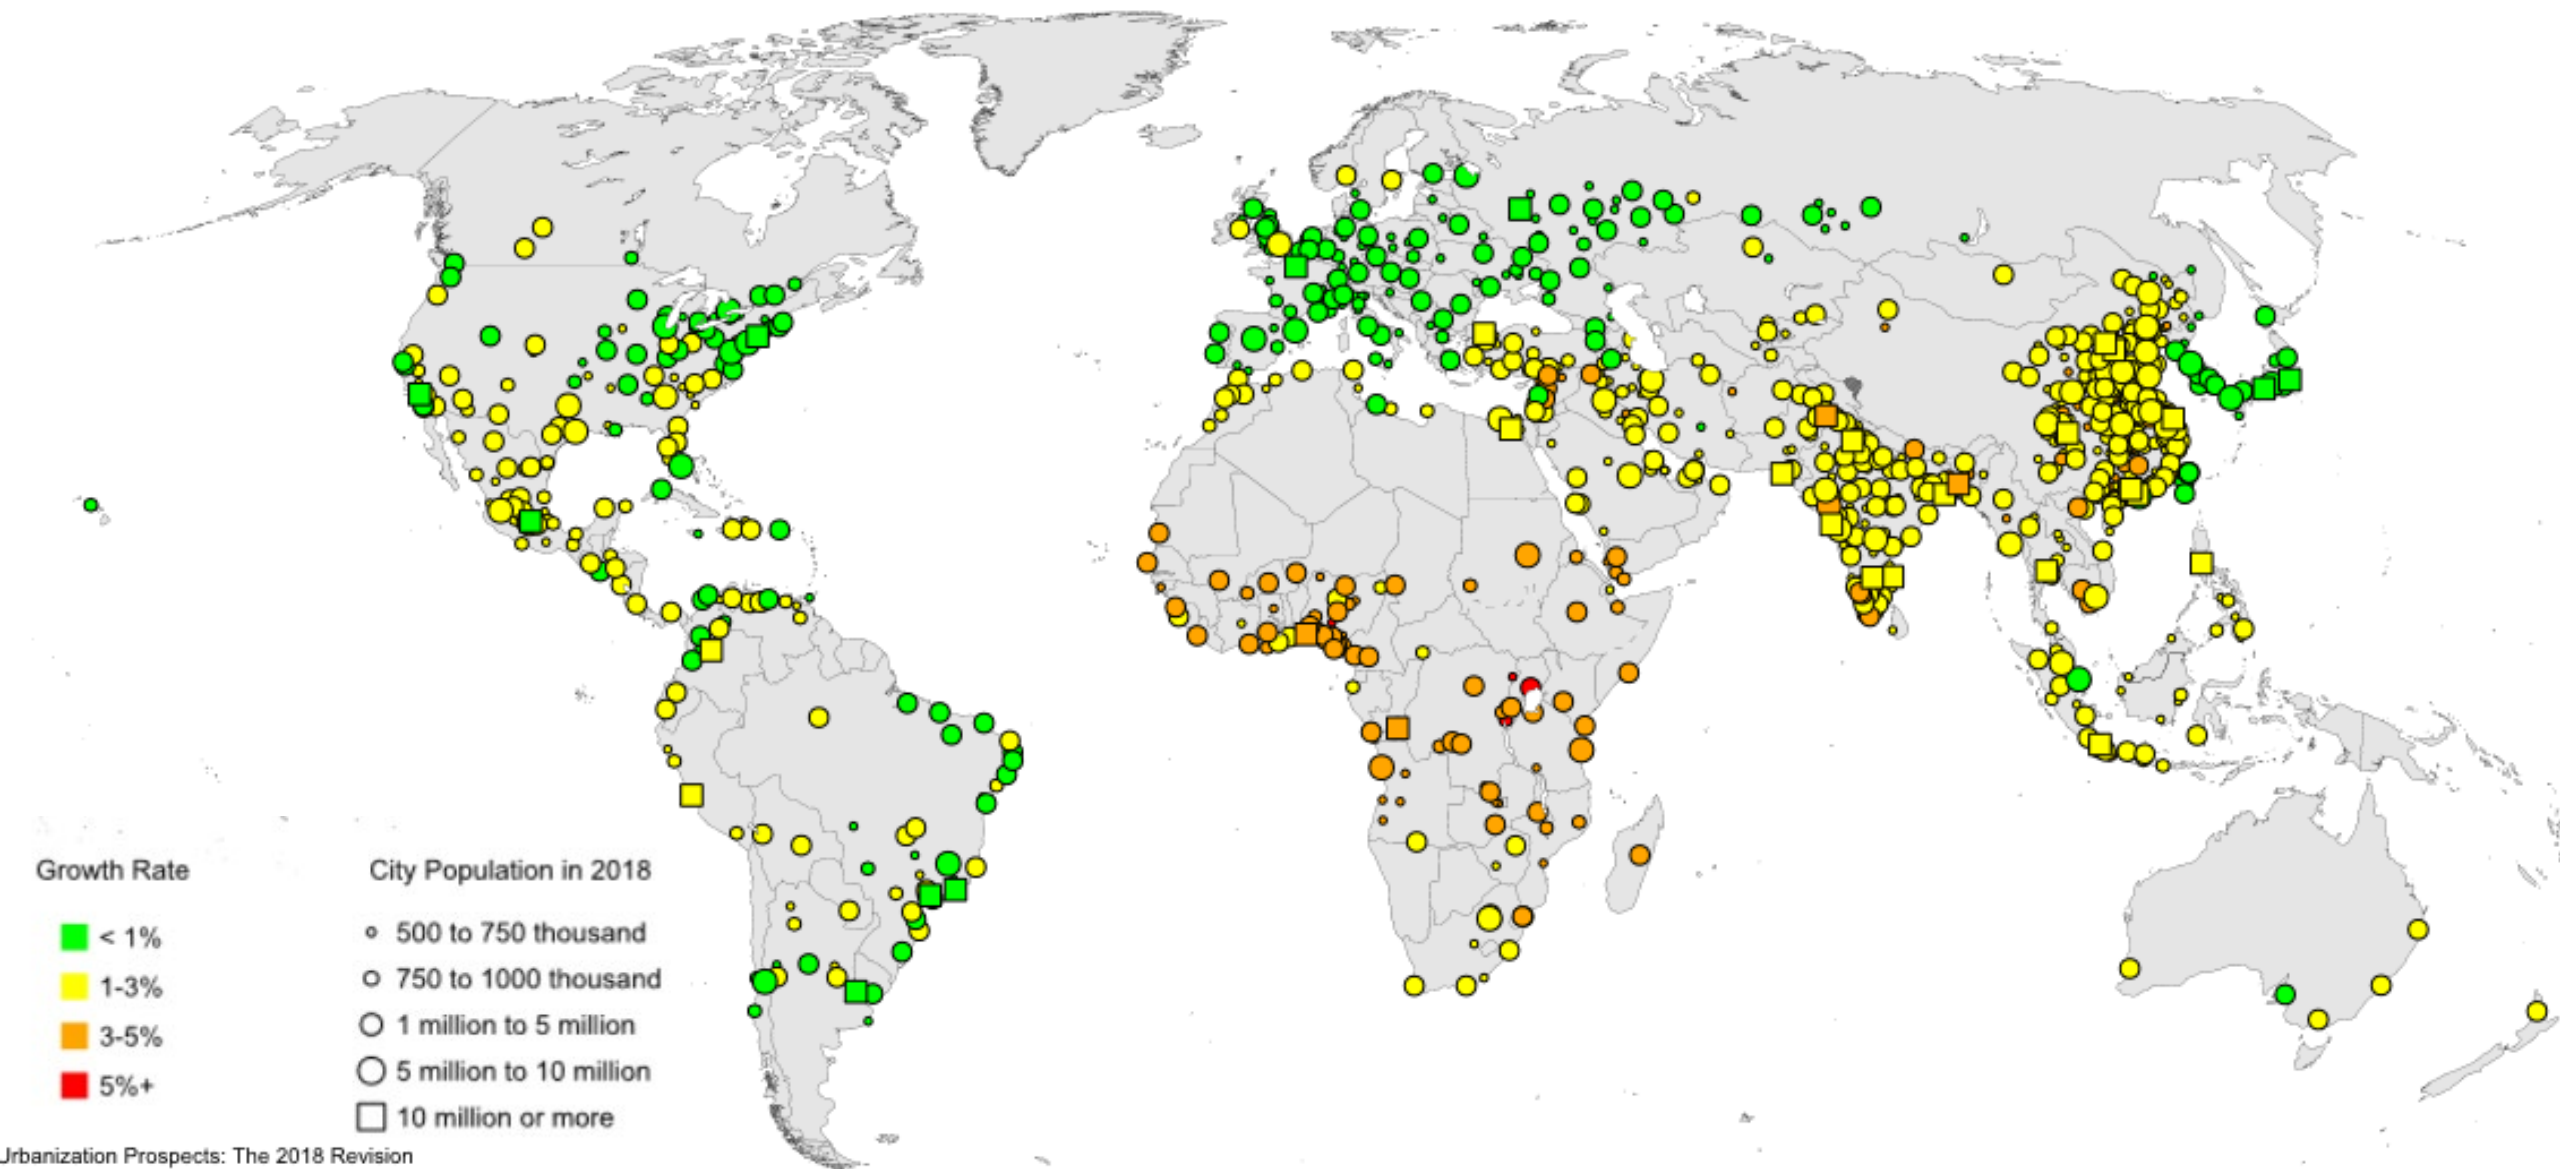 Growth Rate
< 1%
1-3%
3-5%
5%+
City Population in 2018
500 to 750 thousand
750 to 1000 thousand
1 million to 5 million
5 million to 10 million
10 million or more
Urbanization Prospects: The 2018 Revision